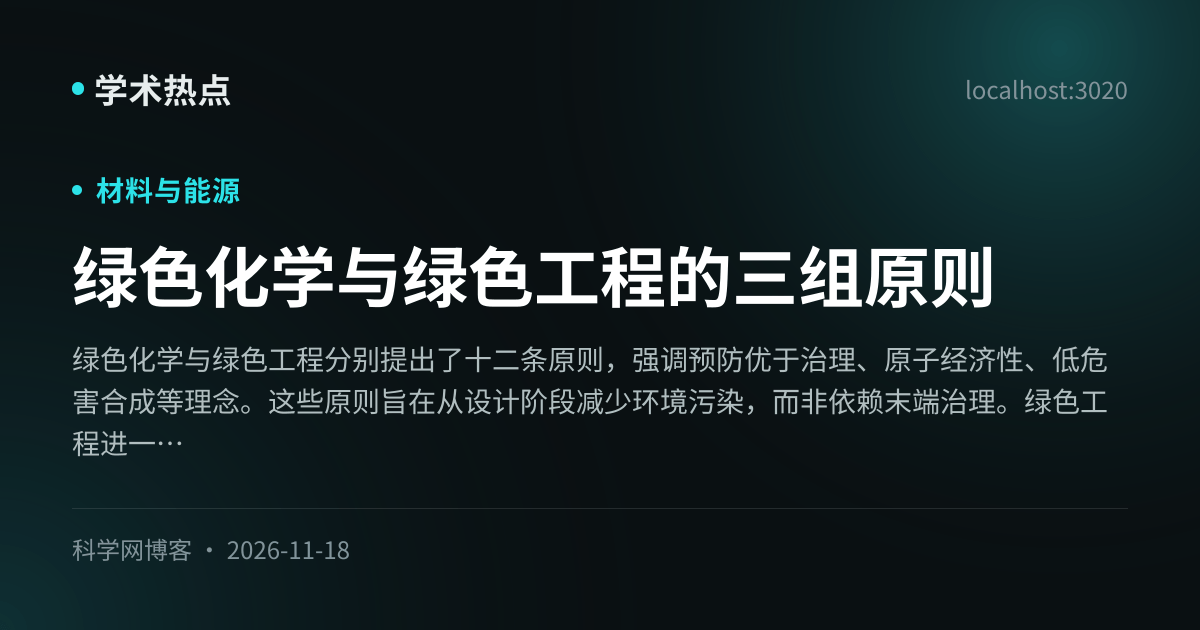 学术热点
localhost:3020
材料与能源
绿色化学与绿色工程的三组原则
绿色化学与绿色工程分别提出了十二条原则，强调预防优于治理、原子经济性、低危
害合成等理念。这些原则旨在从设计阶段减少环境污染，而非依赖末端治理。绿色工
程进一…
科学网博客 • 2026-11-18